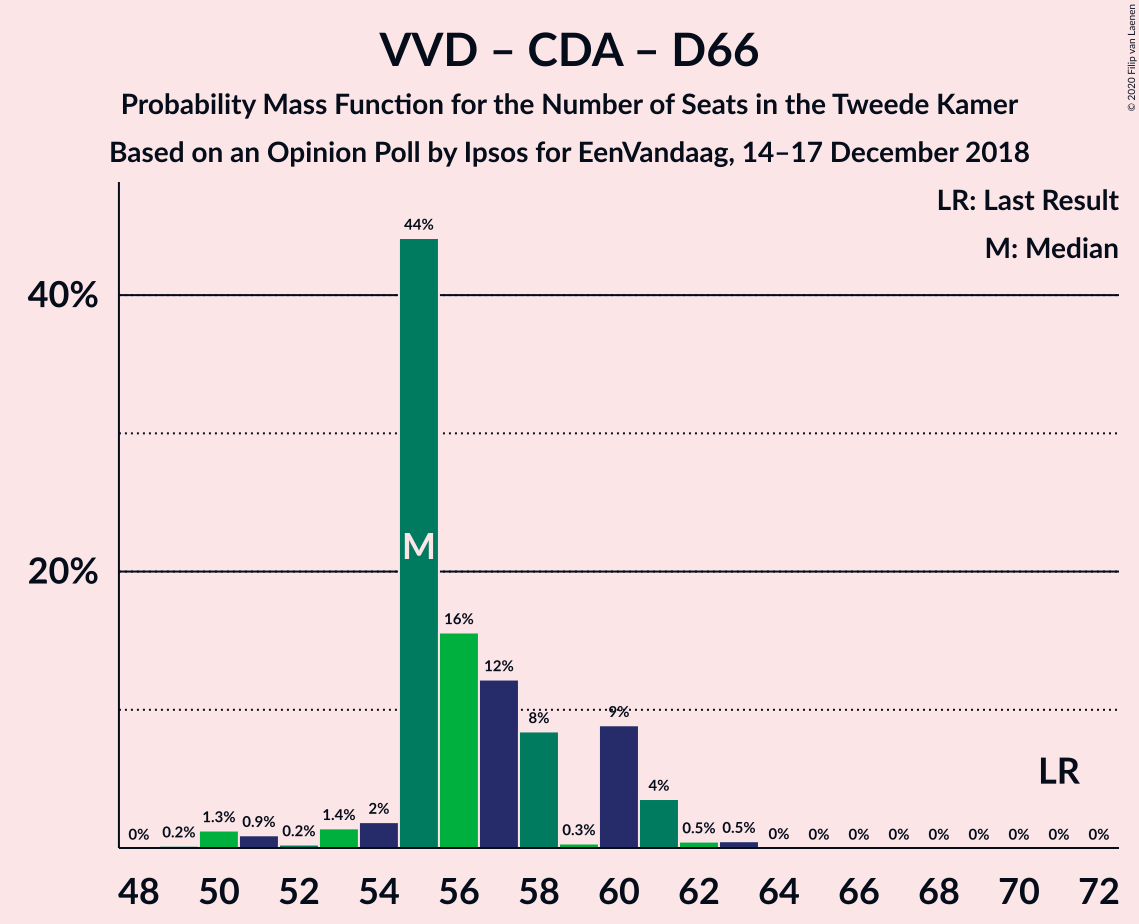 VVD – CDA – D66
Probability Mass Function for the Number of Seats in the Tweede Kamer
Based on an Opinion Poll by Ipsos for EenVandaag, 14–17 December 2018
© 2020 Filip van Laenen
LR: Last Result
M: Median
44%
40%
M
20%
16%
12%
9%
8%
LR
4%
0% 0.2% 1.3% 0.9% 0.2% 1.4% 2% 0.3% 0.5% 0.5% 0% 0% 0% 0% 0% 0% 0% 0% 0%
48 50 52 54 56 58 60 62 64 66 68 70 72